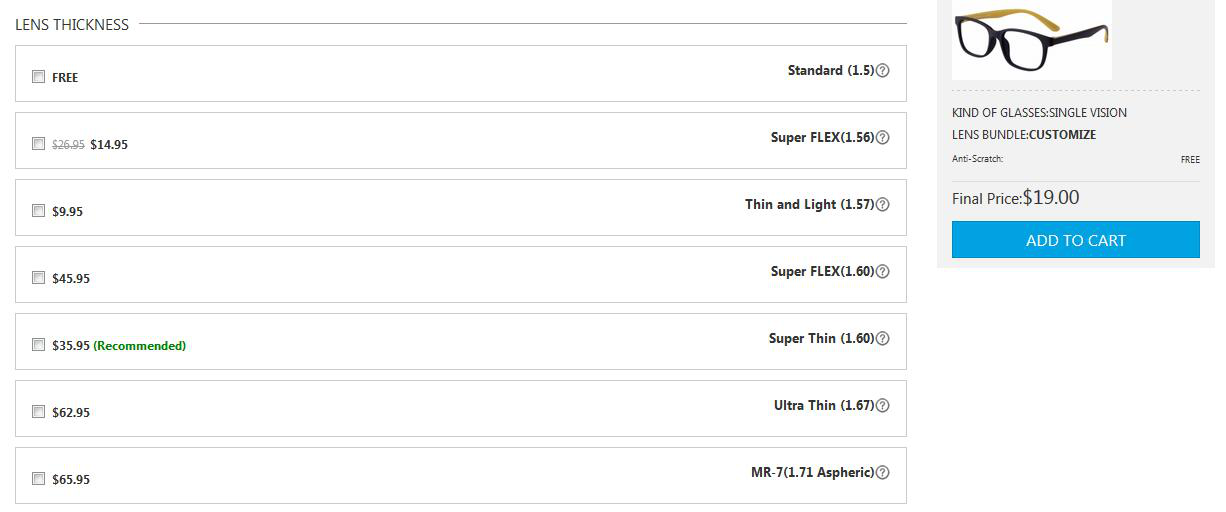 LENS THICKNESS
FREE Standard (1.5)?
$26.95 $14.95 Super FLEX(1.56)?
$9.95 Thin and Light (1.57)?
$45.95 Super FLEX(1.60)?
$35.95 (Recommended) Super Thin (1.60)?
$62.95 Ultra Thin (1.67)?
$65.95 MR-7(1.71 Aspheric)?
KIND OF GLASSES:SINGLE VISION
LENS BUNDLE:CUSTOMIZE
Anti-Scratch: FREE
Final Price:$19.00
ADD TO CART